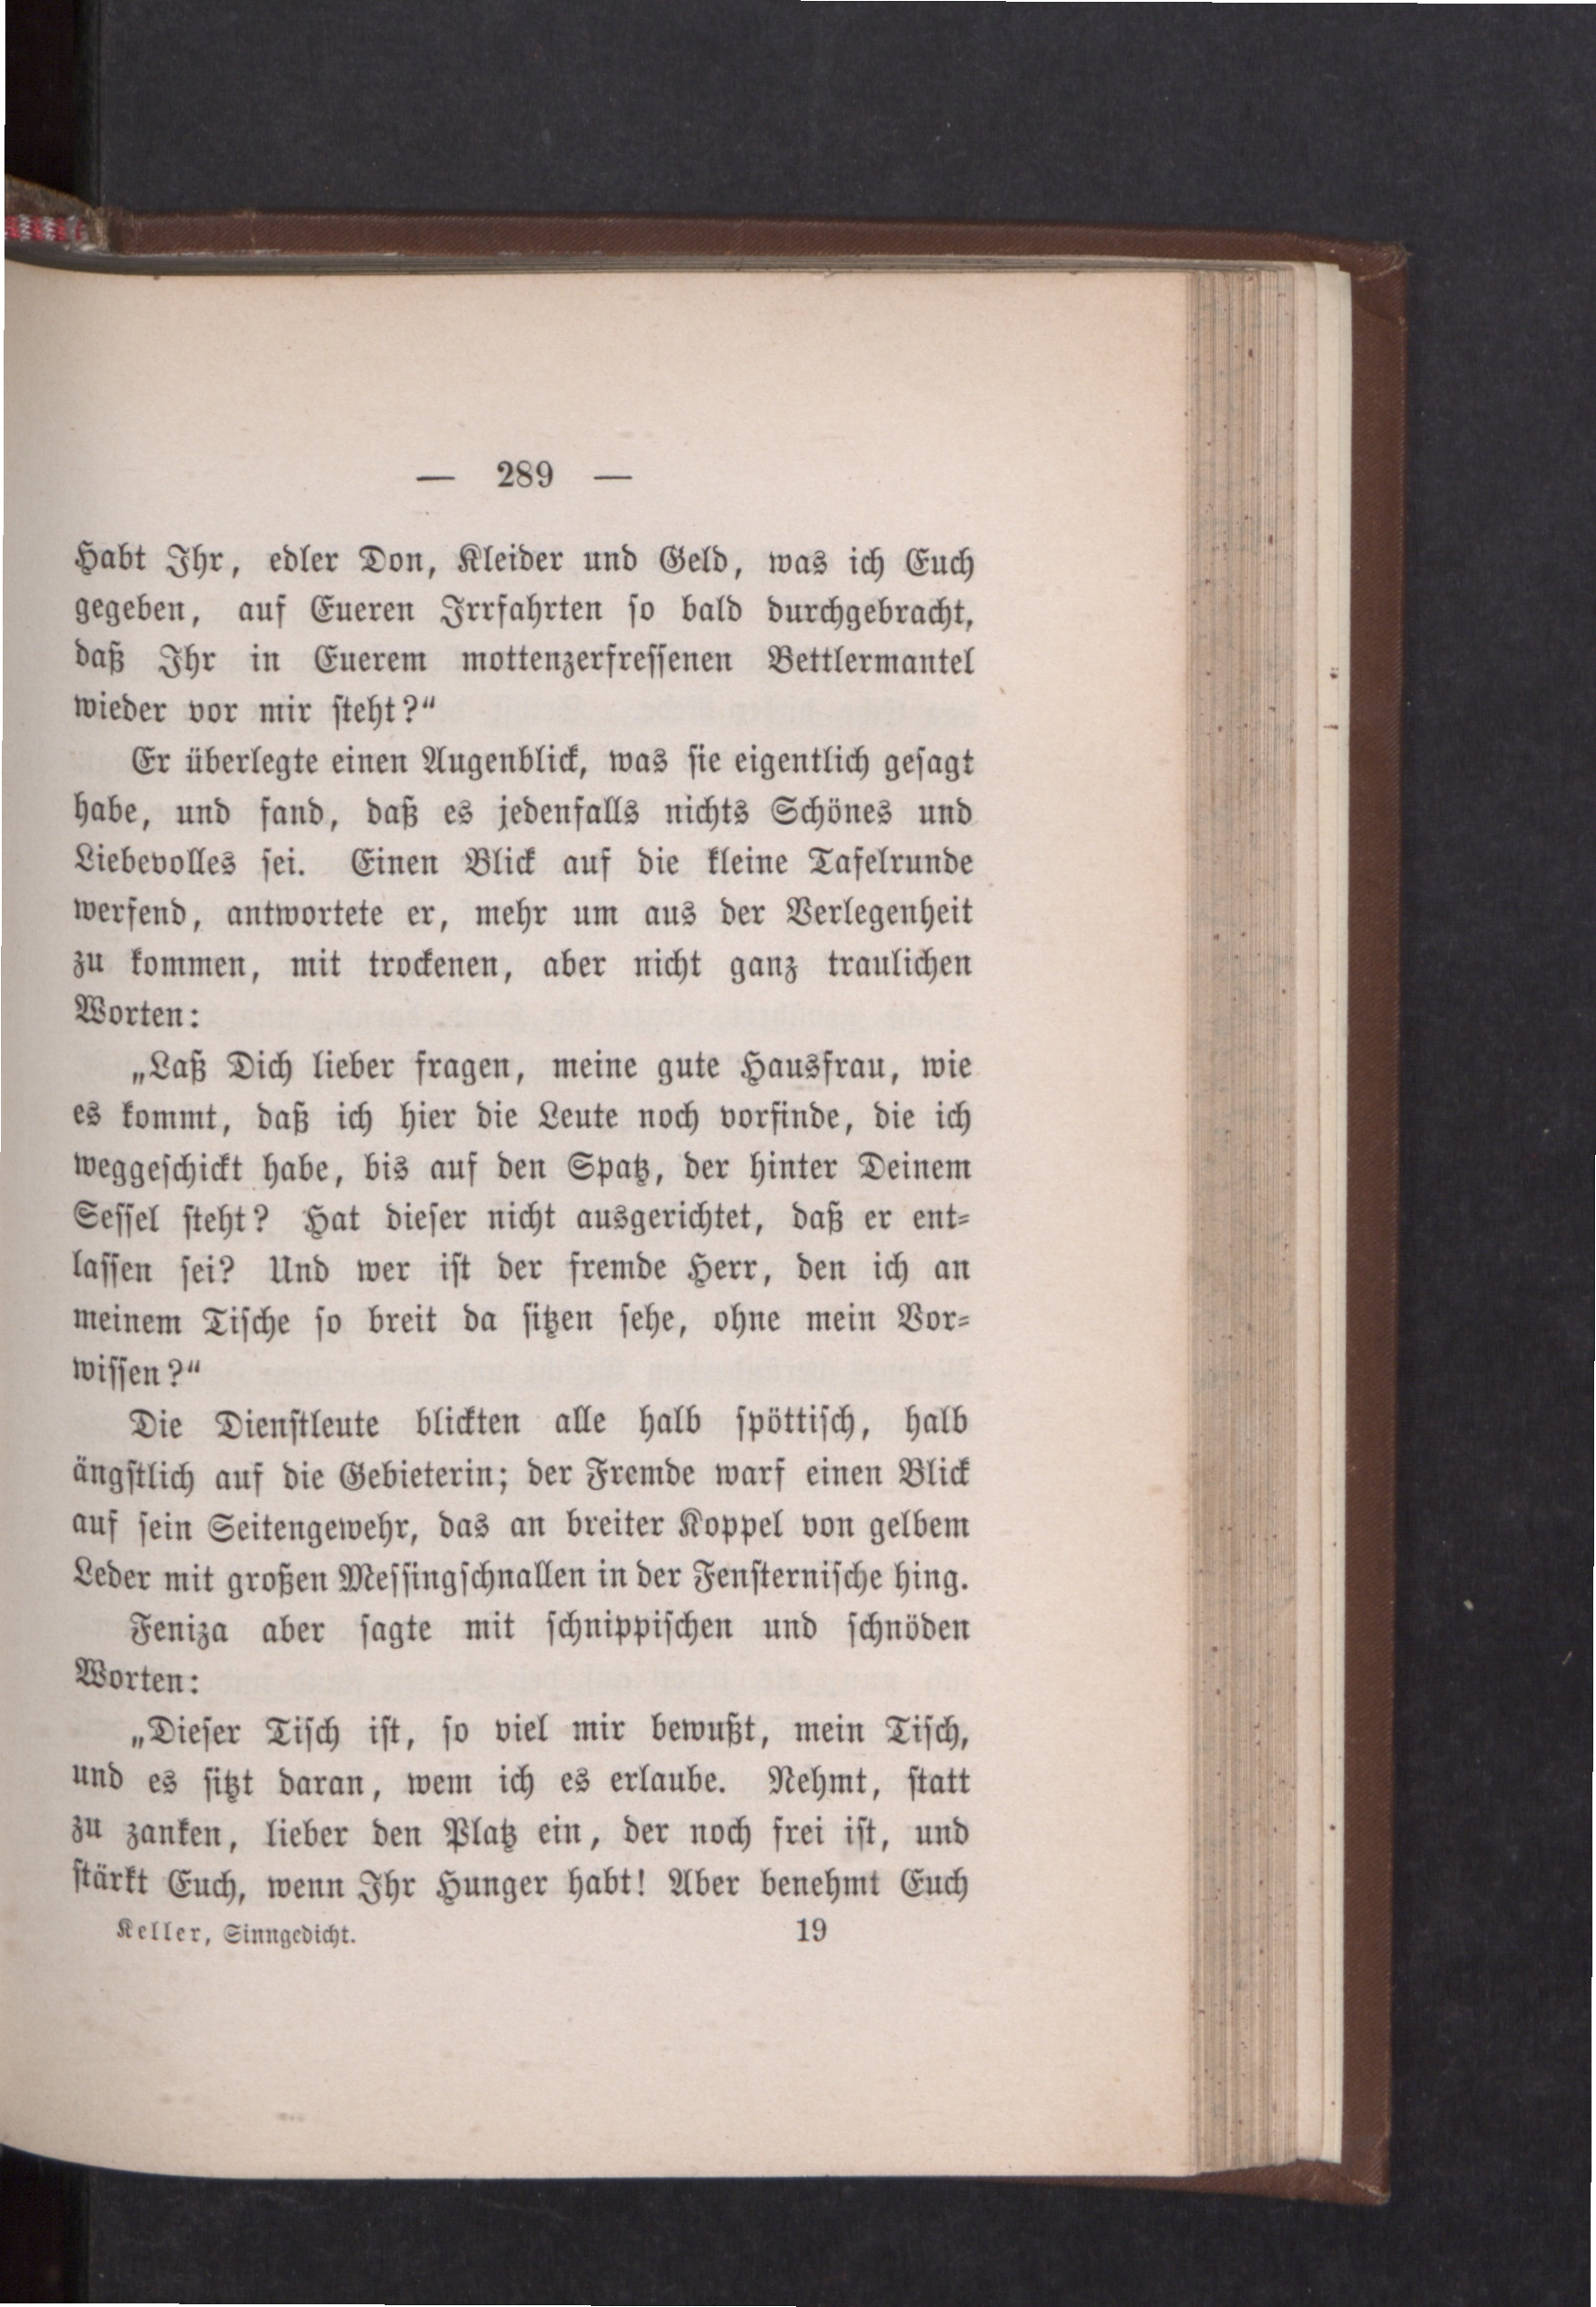 — 289 —
Habt Ihr, edler Don, Kleider und Geld, was ich Euch
gegeben, auf Eueren Irrfahrten so bald durchgebracht,
daß Ihr in Euerem mottenzerfressenen Bettlermantel
wieder vor mir steht?“
Er überlegte einen Augenblick, was sie eigentlich gesagt
habe, und fand, daß es jedenfalls nichts Schönes und
Liebevolles sei. Einen Blick auf die kleine Tafelrunde
werfend, antwortete er, mehr um aus der Verlegenheit
zu kommen, mit trockenen, aber nicht ganz traulichen
Worten:
„Laß Dich lieber fragen, meine gute Hausfrau, wie
es kommt, daß ich hier die Leute noch vorfinde, die ich
weggeschickt habe, bis auf den Spatz, der hinter Deinem
Sessel steht? Hat dieser nicht ausgerichtet, daß er ent⸗
lassen sei? Und wer ist der fremde Herr, den ich an
meinem Tische so breit da sitzen sehe, ohne mein Vor⸗
wissen?“
Die Dienstleute blickten alle halb spöttisch, halb
ängstlich auf die Gebieterin; der Fremde warf einen Blick
auf sein Seitengewehr, das an breiter Koppel von gelbem
Leder mit großen Messingschnallen in der Fensternische hing.
Feniza aber sagte mit schnippischen und schnöden
Worten:
„Dieser Tisch ist, so viel mir bewußt, mein Tisch,
und es sitzt daran, wem ich es erlaube. Nehmt, statt
zu zanken, lieber den Platz ein, der noch frei ist, und
stärkt Euch, wenn Ihr Hunger habt! Aber benehmt Euch
Keller, Sinngedicht. 19